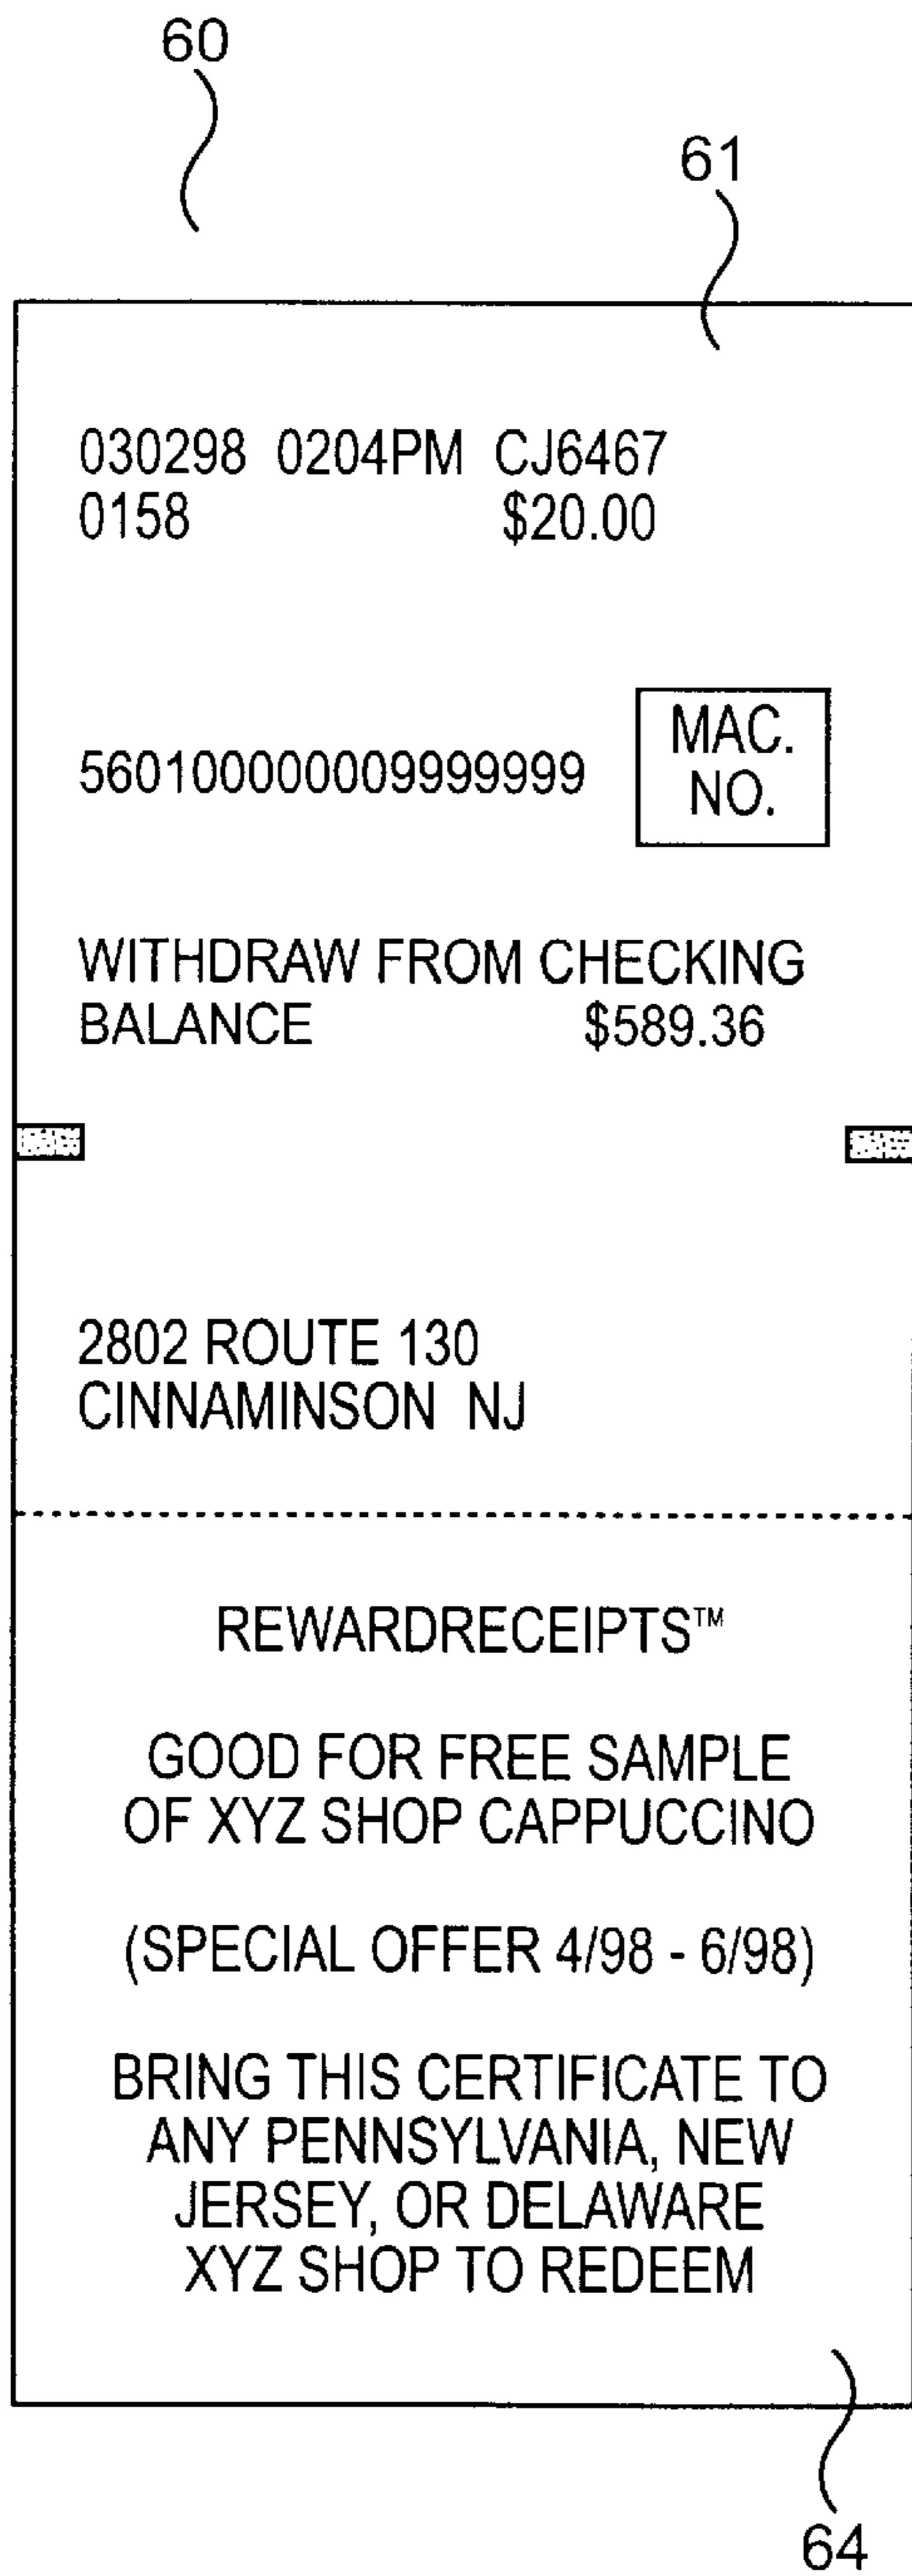 60
61
030298 0204PM CJ6467
0158 $20.00
5601000000009999999
MAC.
NO.
WITHDRAW FROM CHECKING
BALANCE $589.36
2802 ROUTE 130
CINNAMINSON NJ
REWARDRECEIPTS™
GOOD FOR FREE SAMPLE
OF XYZ SHOP CAPPUCCINO
(SPECIAL OFFER 4/98 - 6/98)
BRING THIS CERTIFICATE TO
ANY PENNSYLVANIA, NEW
JERSEY, OR DELAWARE
XYZ SHOP TO REDEEM
64